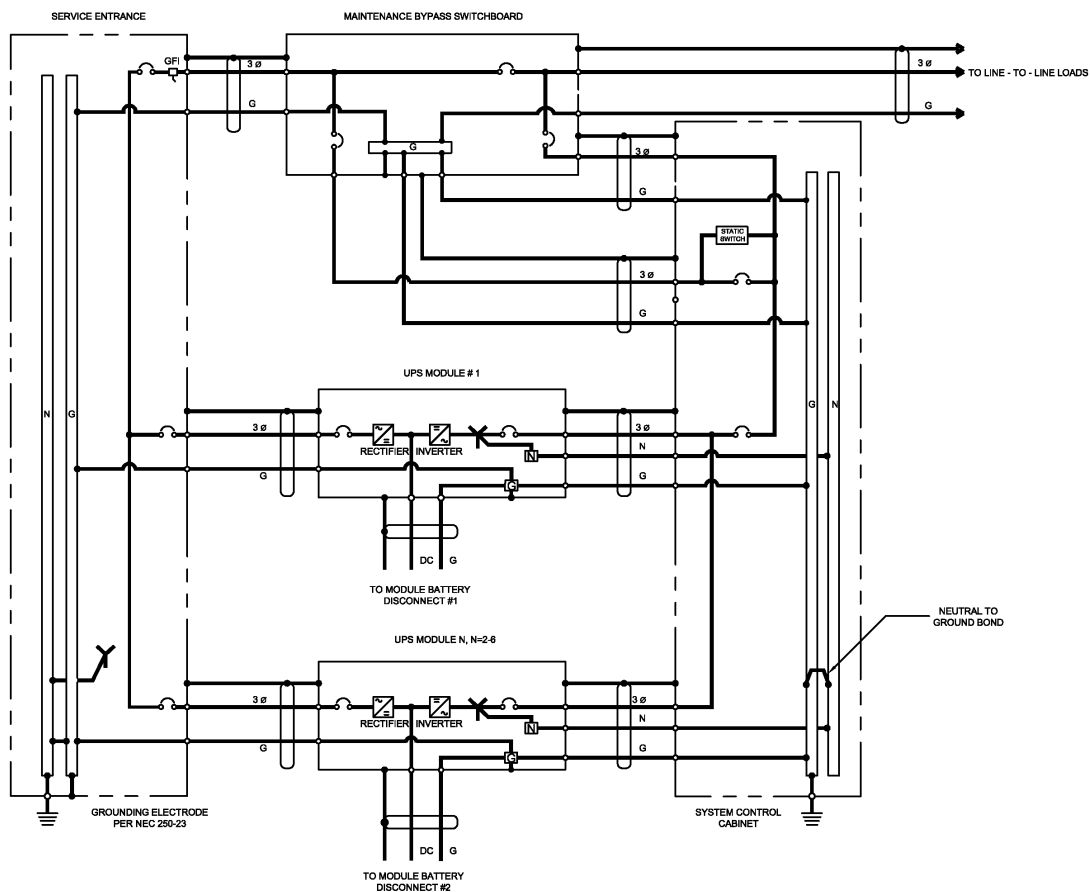 SERVICE ENTRANCE
MAINTENANCE BYPASS SWITCHBOARD
GFI
3 ø
3 ø
TO LINE - TO - LINE LOADS
G
G
G
3 ø
G
STATIC
SWITCH
3 ø
G
UPS MODULE # 1
N
G
G
N
3 ø
3 ø
RECTIFIER
INVERTER
N
N
G
G
G
DC
G
TO MODULE BATTERY
DISCONNECT #1
NEUTRAL TO
GROUND BOND
UPS MODULE N, N=2-6
3 ø
3 ø
RECTIFIER
INVERTER
N
N
G
G
G
GROUNDING ELECTRODE
PER NEC 250-23
SYSTEM CONTROL
CABINET
DC
G
TO MODULE BATTERY
DISCONNECT #2